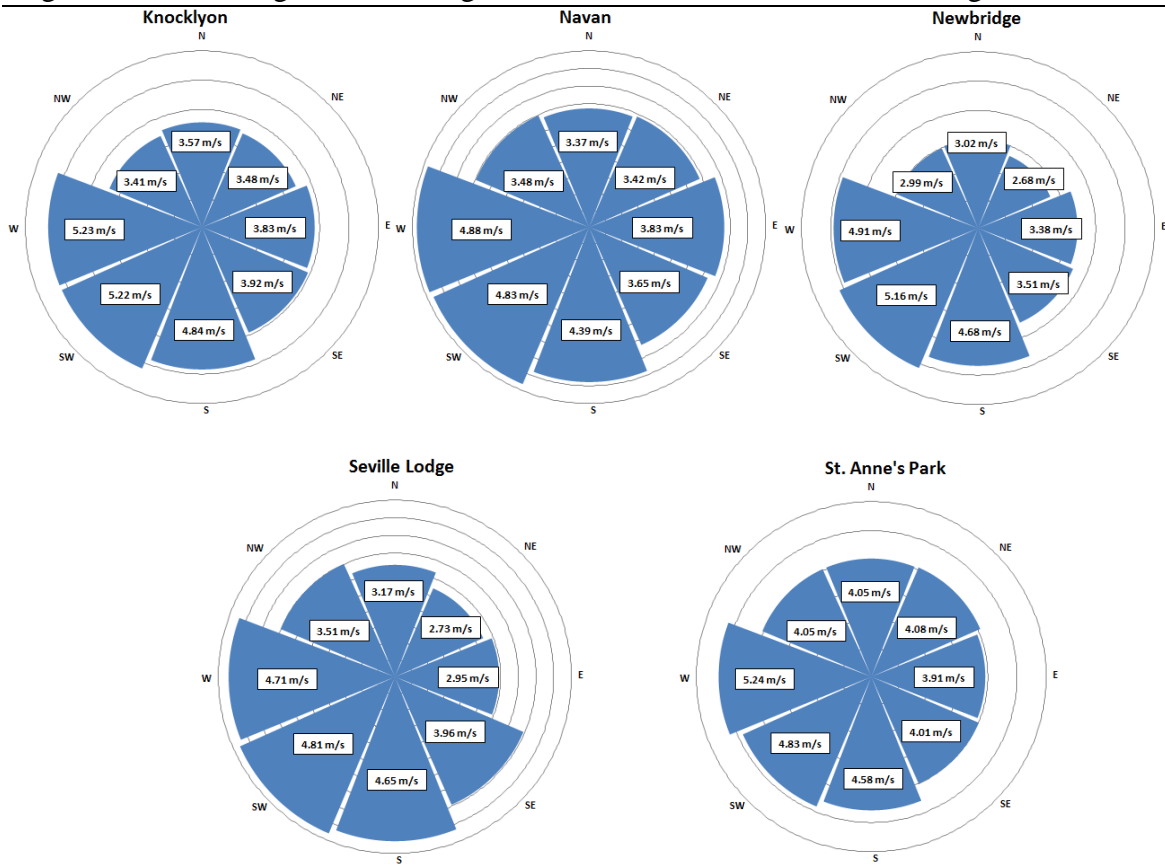 Knocklyon
N
NW
NE
3.57 m/s
3.41 m/s
3.48 m/s
W
5.23 m/s
3.83 m/s
E
5.22 m/s
3.92 m/s
4.84 m/s
SW
SE
S
Navan
N
NW
NE
3.37 m/s
3.48 m/s
3.42 m/s
W
4.88 m/s
3.83 m/s
E
4.83 m/s
3.65 m/s
4.39 m/s
SW
SE
S
Newbridge
N
NW
NE
3.02 m/s
2.99 m/s
2.68 m/s
W
4.91 m/s
3.38 m/s
E
5.16 m/s
3.51 m/s
4.68 m/s
SW
SE
S
Seville Lodge
N
NW
NE
3.17 m/s
3.51 m/s
2.73 m/s
W
4.71 m/s
2.95 m/s
E
4.81 m/s
3.96 m/s
4.65 m/s
SW
SE
S
St. Anne's Park
N
NW
NE
4.05 m/s
4.05 m/s
4.08 m/s
W
5.24 m/s
3.91 m/s
E
4.83 m/s
4.01 m/s
4.58 m/s
SW
SE
S